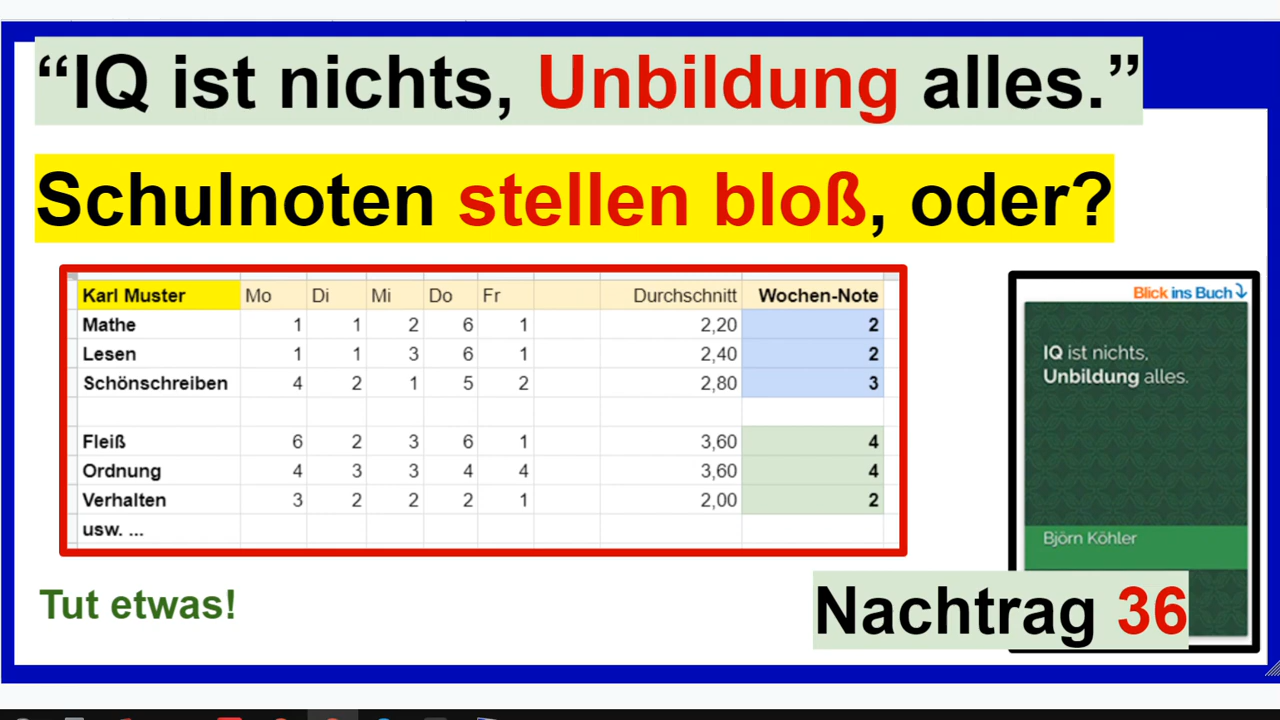 “IQ ist nichts, Unbildung alles.”
Schulnoten stellen bloß, oder?
Karl Muster Mo Di Mi Do Fr Durchschnitt Wochen-Note
Mathe 1 1 2 6 1 2,20 2
Lesen 1 1 3 6 1 2,40 2
Schönschreiben 4 2 1 5 2 2,80 3
Fleiß 6 2 3 6 1 3,60 4
Ordnung 4 3 3 4 4 3,60 4
Verhalten 3 2 2 2 1 2,00 2
usw. ...
Blick ins Buch
IQ ist nichts,
Unbildung alles.
Björn Köhler
Tut etwas!
Nachtrag 36